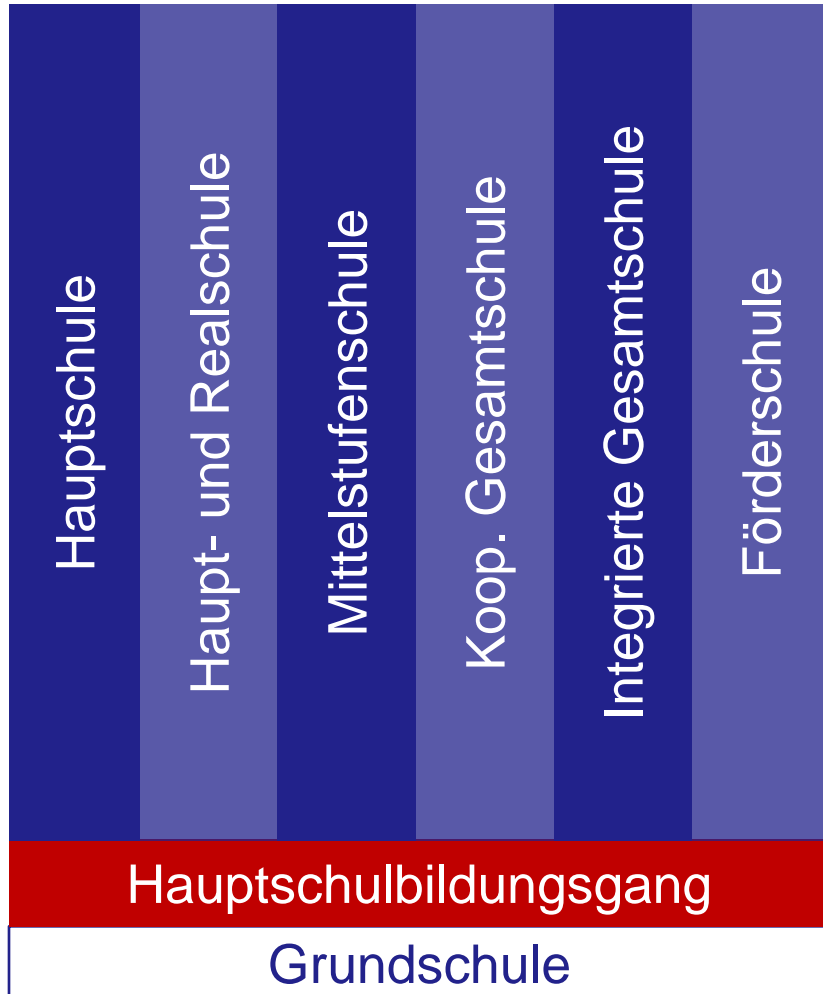 Hauptschule
Haupt- und Realschule
Mittelstufenschule
Koop. Gesamtschule
Integrierte Gesamtschule
Förderschule
Hauptschulbildungsgang
Grundschule